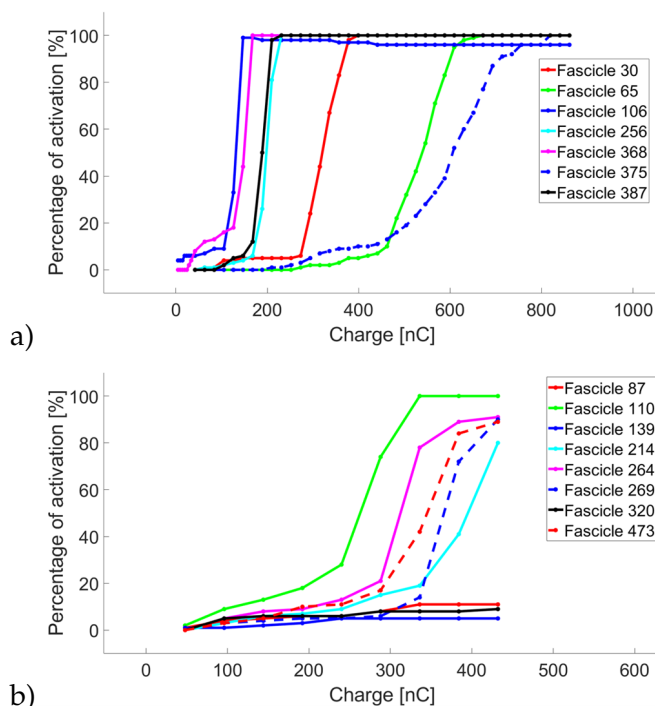 a)
Percentage of activation [%]
100
80
60
40
20
0
0 200 400 600 800 1000
Charge [nC]
Fascicle 30
Fascicle 65
Fascicle 106
Fascicle 256
Fascicle 368
Fascicle 375
Fascicle 387
b)
Percentage of activation [%]
100
80
60
40
20
0
0 100 200 300 400 500 600
Charge [nC]
Fascicle 87
Fascicle 110
Fascicle 139
Fascicle 214
Fascicle 264
Fascicle 269
Fascicle 320
Fascicle 473